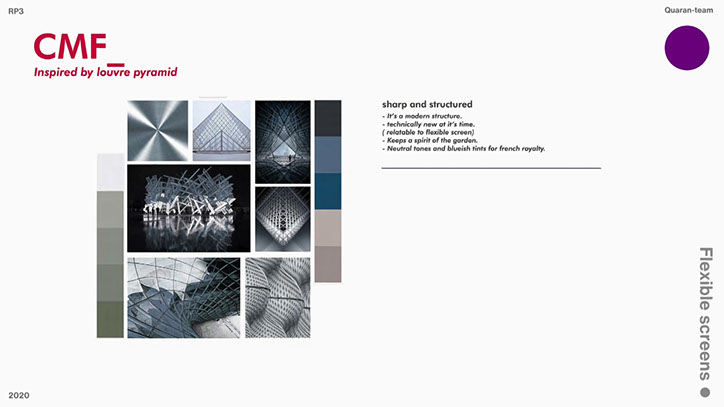 RP3
Quaran-team
CMF_
Inspired by louvre pyramid
sharp and structured
- It's a modern structure.
- technically new at it's time.
( relatable to flexible screen)
- Keeps a spirit of the garden.
- Neutral tones and blueish tints for french royalty.
Flexible screens
2020